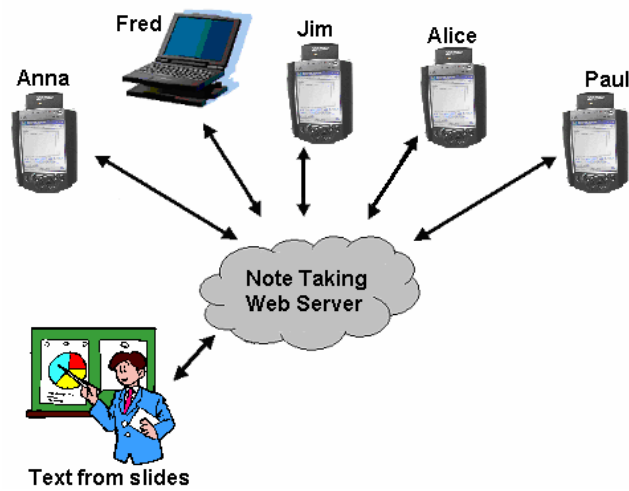 Fred
Jim
Alice
Anna
Paul
Note Taking
Web Server
Text from slides